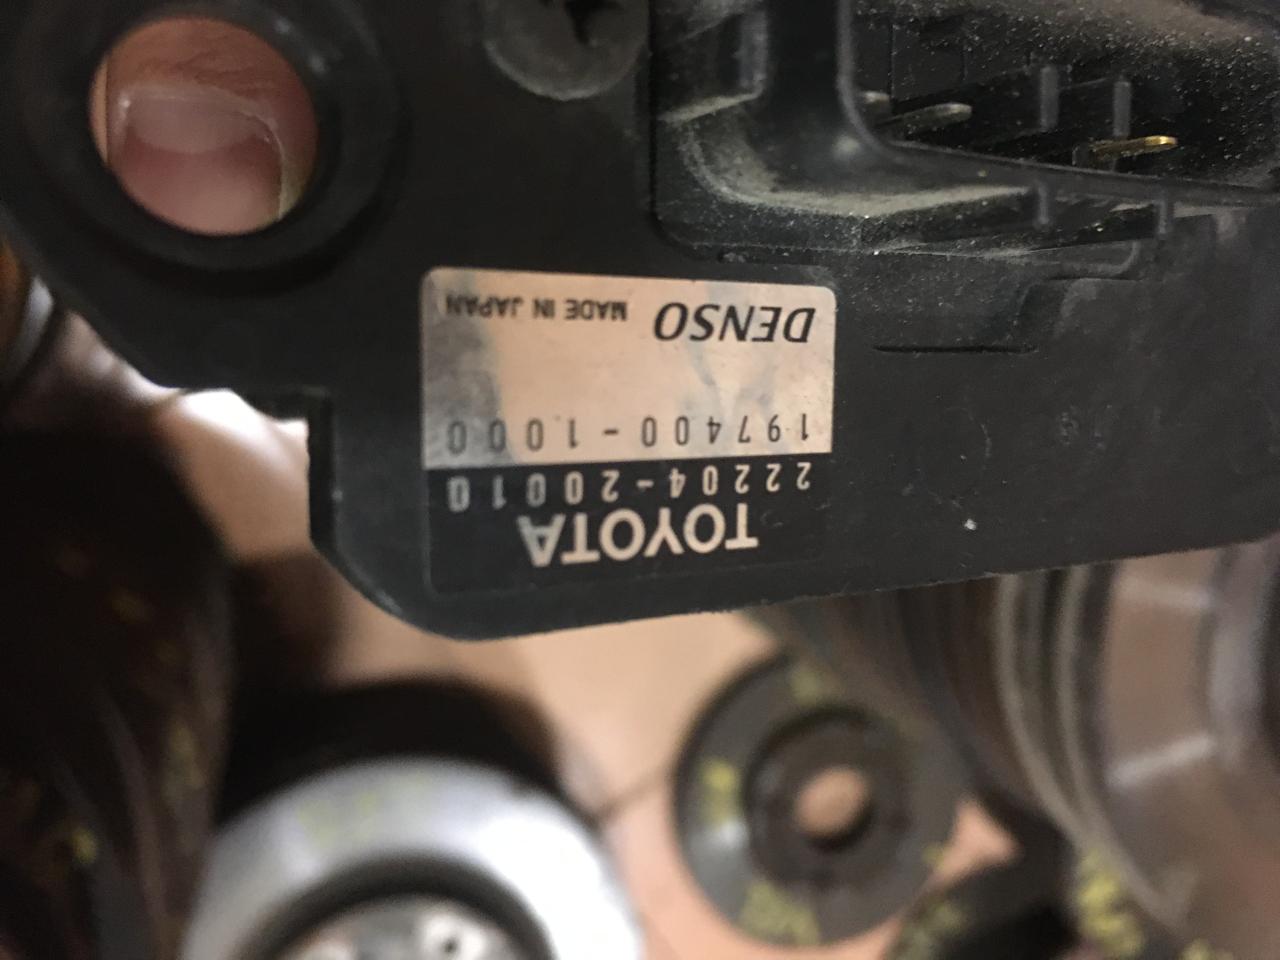 TOYOTA
22204-20010
197400-1000
DENSO MADE IN JAPAN